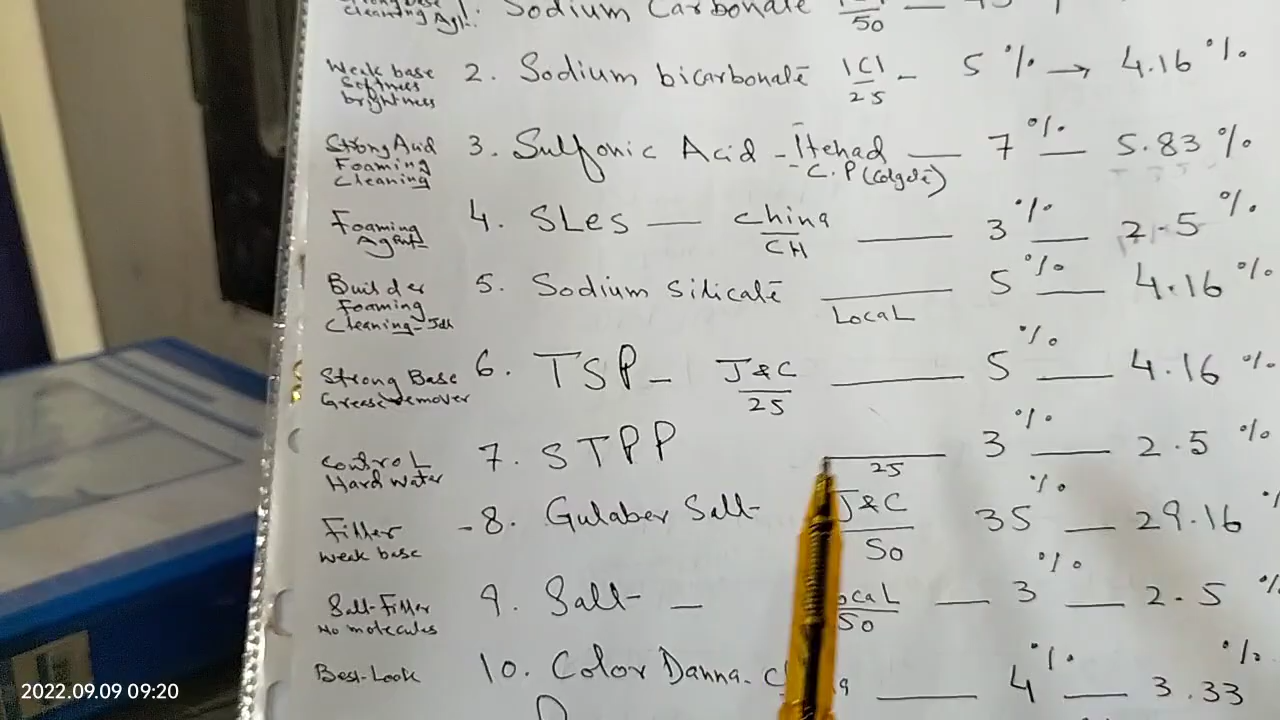 Cleaning Agt. 1. Sodium Carbonate ICI/50
Weak base Softness brightness 2. Sodium bicarbonate ICI/25 - 5% → 4.16%
Strong Acid Foaming Cleaning 3. Sulfonic Acid - Itehad - C.P (Colgate) — 7% — 5.83%
Foaming Agent 4. SLes — China/CH — 3% — 2.5%
Builder Foaming Cleaning 5. Sodium Silicate — Local 5% — 4.16%
Strong Base Grease remover 6. TSP - J&C/25 — 5% — 4.16%
Control Hard water 7. STPP — 25 3% — 2.5%
Filler Weak base - 8. Gulaber Salt - J&C/50 35% — 29.16%
Salt-Filler No molecules 9. Salt - 50 — 3% — 2.5%
Best-Look 10. Color Danna - — 4% — 3.33%
2022.09.09 09:20